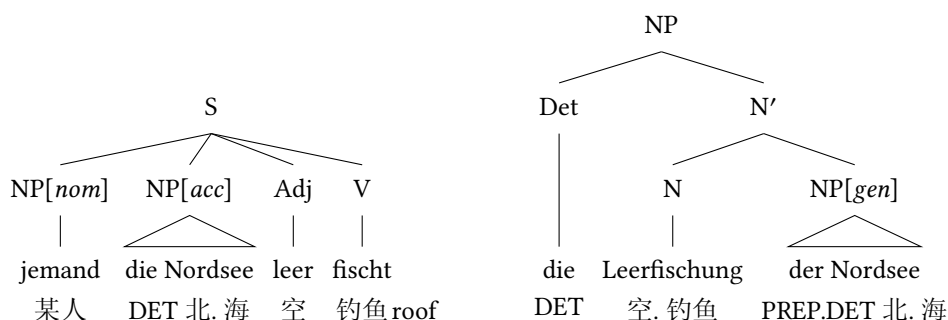 NP
S Det N′
NP[nom] NP[acc] Adj V N NP[gen]
jemand die Nordsee leer fischt die Leerfischung der Nordsee
某人 DET 北. 海 空 钓鱼 roof DET 空. 钓鱼 PREP.DET 北. 海